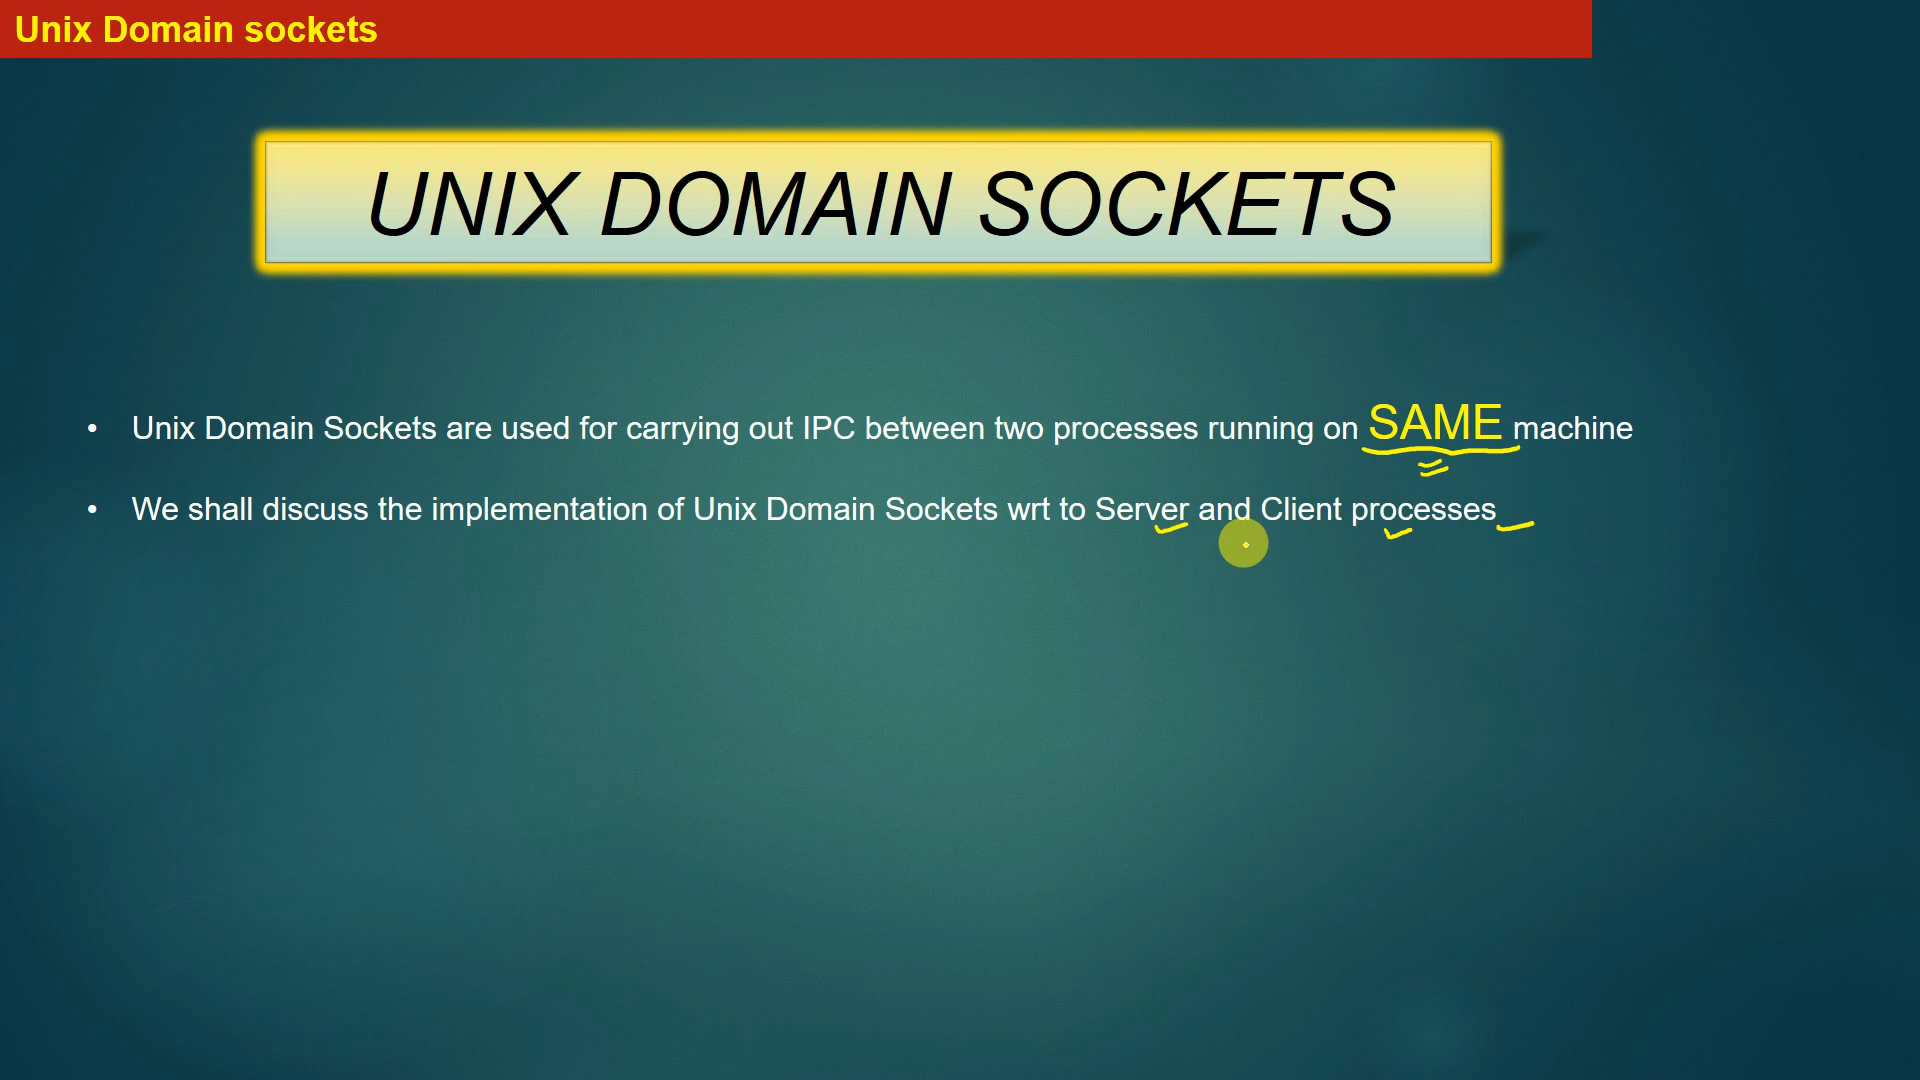 Unix Domain sockets
UNIX DOMAIN SOCKETS
• Unix Domain Sockets are used for carrying out IPC between two processes running on SAME machine
• We shall discuss the implementation of Unix Domain Sockets wrt to Server and Client processes